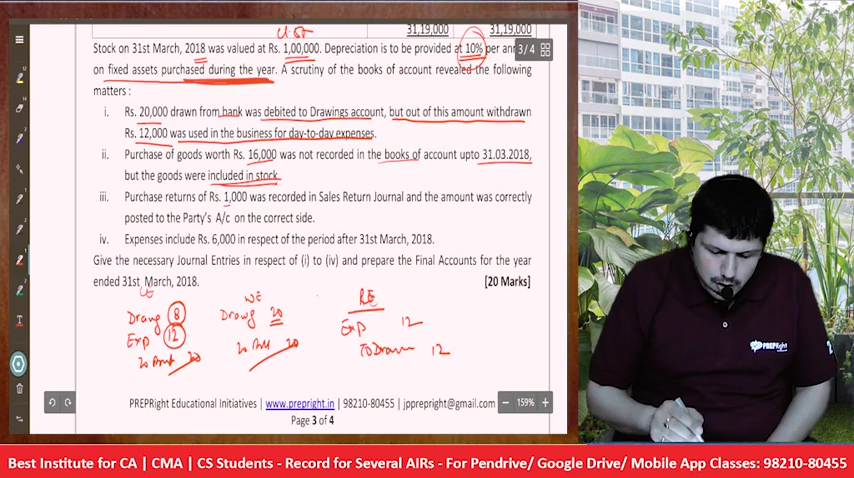 Cl. St
31,19,000 31,19,000
Stock on 31st March, 2018 was valued at Rs. 1,00,000. Depreciation is to be provided at 10% per ann
3/4
on fixed assets purchased during the year. A scrutiny of the books of account revealed the following
matters :
i. Rs. 20,000 drawn from bank was debited to Drawings account, but out of this amount withdrawn
Rs. 12,000 was used in the business for day-to-day expenses.
ii. Purchase of goods worth Rs. 16,000 was not recorded in the books of account upto 31.03.2018,
but the goods were included in stock.
iii. Purchase returns of Rs. 1,000 was recorded in Sales Return Journal and the amount was correctly
posted to the Party's A/c on the correct side.
iv. Expenses include Rs. 6,000 in respect of the period after 31st March, 2018.
Give the necessary Journal Entries in respect of (i) to (iv) and prepare the Final Accounts for the year
ended 31st March, 2018. [20 Marks]
CE WE RE
Drawg 8 Drawg 20 Exp 12
Exp 12
20 20 To Drawn 12
PREPRight Educational Initiatives | www.prepright.in | 98210-80455 | jpprepright@gmail.com
159%
Page 3 of 4
PREPRight
Best Institute for CA | CMA | CS Students - Record for Several AIRs - For Pendrive/ Google Drive/ Mobile App Classes: 98210-80455